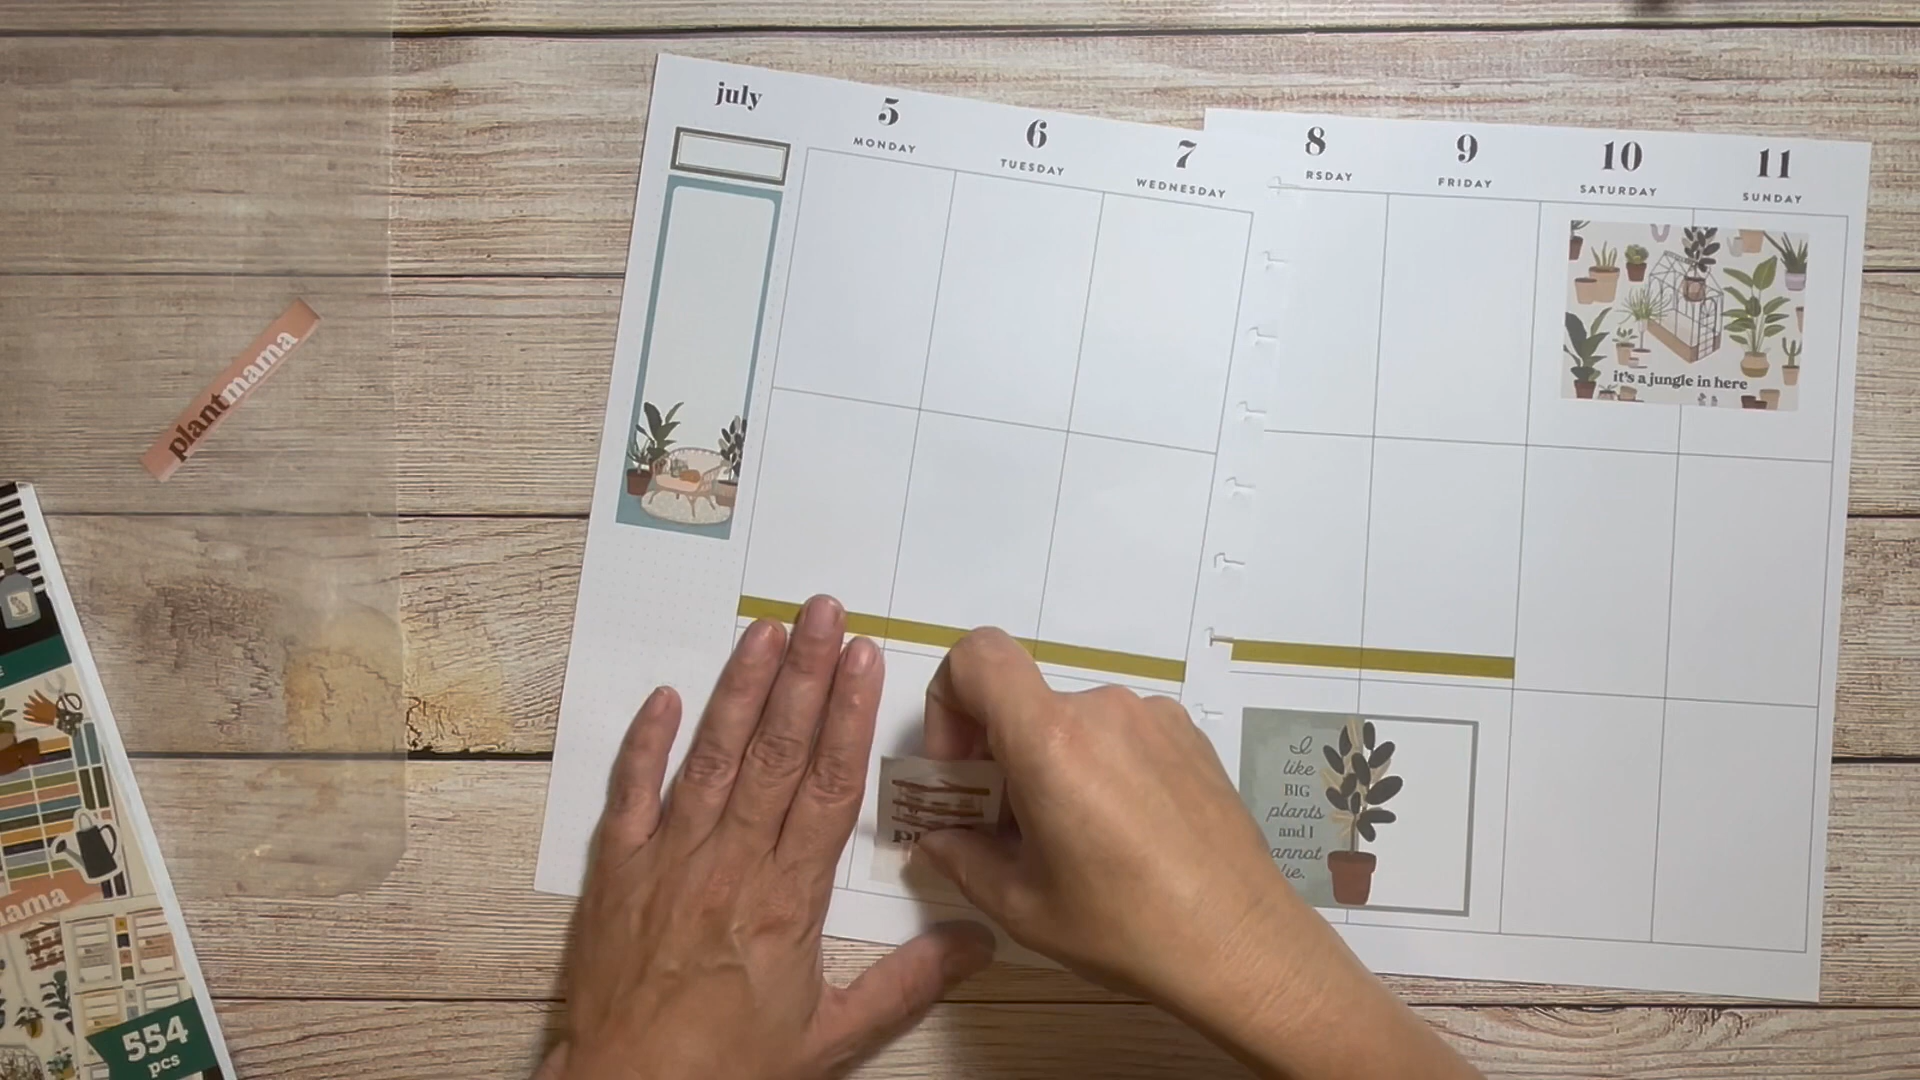 july
5
MONDAY
6
TUESDAY
7
WEDNESDAY
8
RSDAY
9
FRIDAY
10
SATURDAY
11
SUNDAY
it's a jungle in here
plantmama
I
like
BIG
plants
and I
annot
lie.
ama
554
pcs